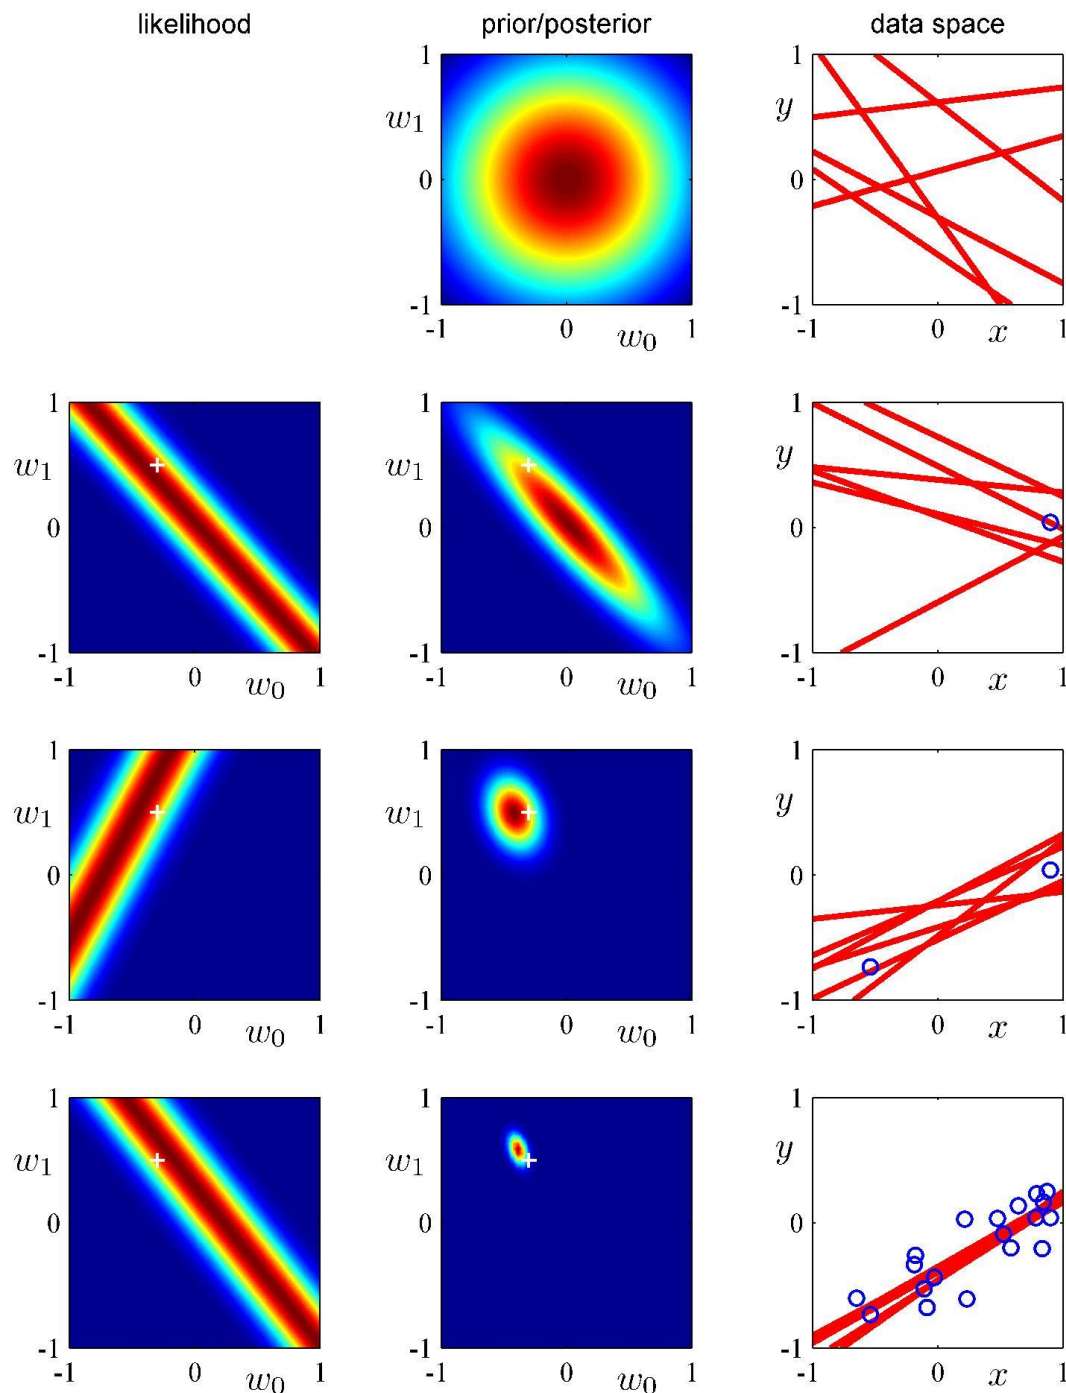 likelihood prior/posterior data space
1 1
w1 y
0 0
-1 -1
-1 0 w0 1 -1 0 x 1
1 1 1
w1 w1 y
0 0 0
-1 -1 -1
-1 0 w0 1 -1 0 w0 1 -1 0 x 1
1 1 1
w1 w1 y
0 0 0
-1 -1 -1
-1 0 w0 1 -1 0 w0 1 -1 0 x 1
1 1 1
w1 w1 y
0 0 0
-1 -1 -1
-1 0 w0 1 -1 0 w0 1 -1 0 x 1